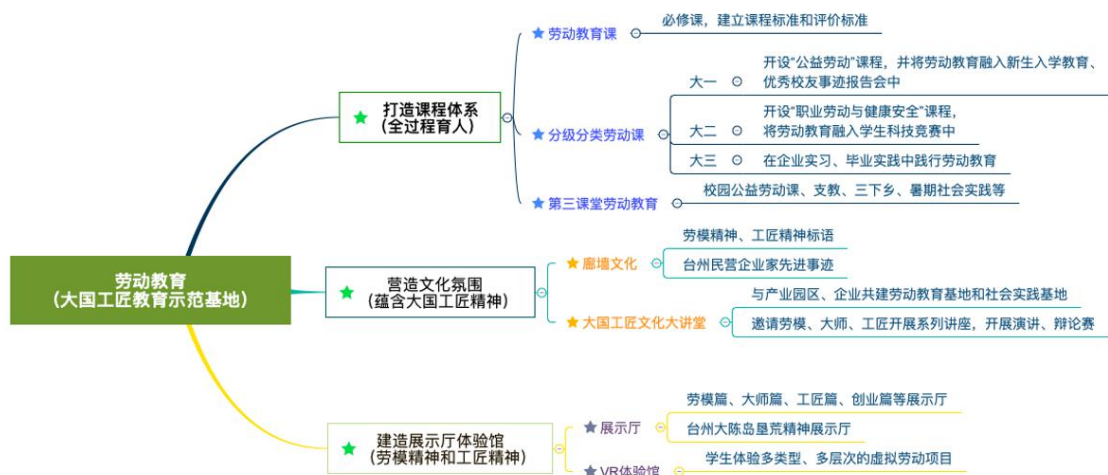 劳动教育
（大国工匠教育示范基地）
打造课程体系
（全过程育人）
劳动教育课
必修课，建立课程标准和评价标准
分级分类劳动课
大一
开设“公益劳动”课程，并将劳动教育融入新生入学教育、
优秀校友事迹报告会中
大二
开设“职业劳动与健康安全”课程，
将劳动教育融入学生科技竞赛中
大三
在企业实习、毕业实践中践行劳动教育
第三课堂劳动教育
校园公益劳动课、支教、三下乡、暑期社会实践等
营造文化氛围
（蕴含大国工匠精神）
廊墙文化
劳模精神、工匠精神标语
台州民营企业家先进事迹
大国工匠文化大讲堂
与产业园区、企业共建劳动教育基地和社会实践基地
邀请劳模、大师、工匠开展系列讲座，开展演讲、辩论赛
建造展示厅体验馆
（劳模精神和工匠精神）
展示厅
劳模篇、大师篇、工匠篇、创业篇等展示厅
台州大陈岛垦荒精神展示厅
VR体验馆
学生体验多类型、多层次的虚拟劳动项目